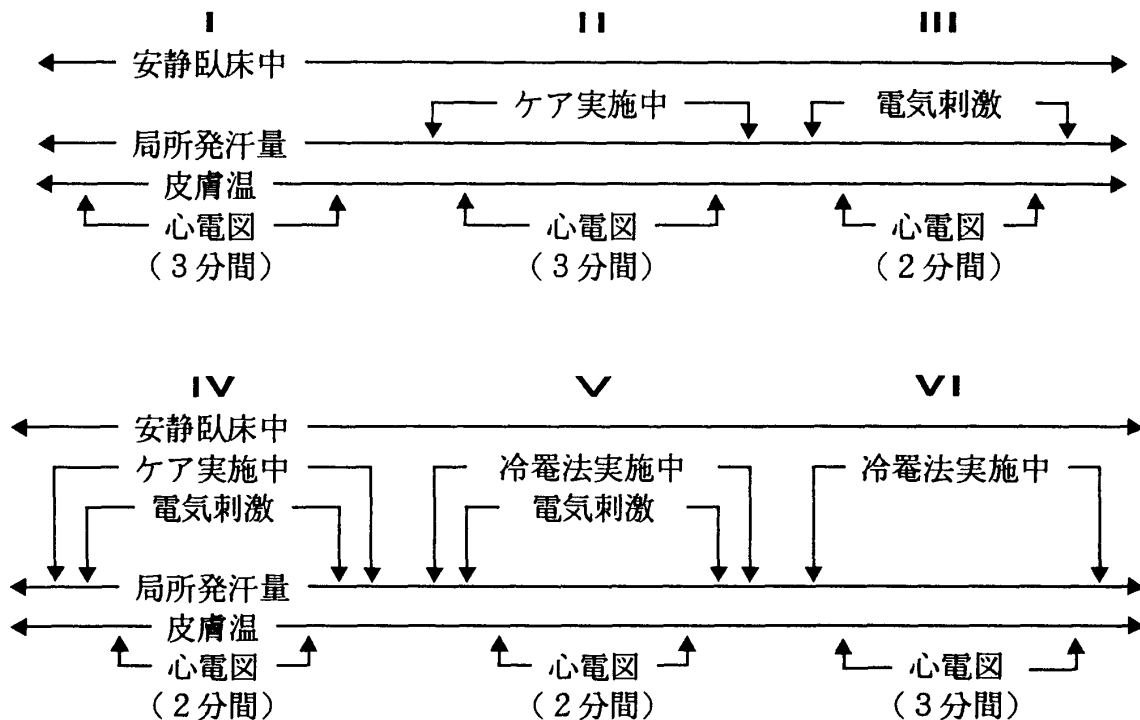 I II III
安静臥床中
ケア実施中 電気刺激
局所発汗量
皮膚温
心電図 心電図 心電図
(3分間) (3分間) (2分間)
IV V VI
安静臥床中
ケア実施中 冷罨法実施中 冷罨法実施中
電気刺激 電気刺激
局所発汗量
皮膚温
心電図 心電図 心電図
(2分間) (2分間) (3分間)